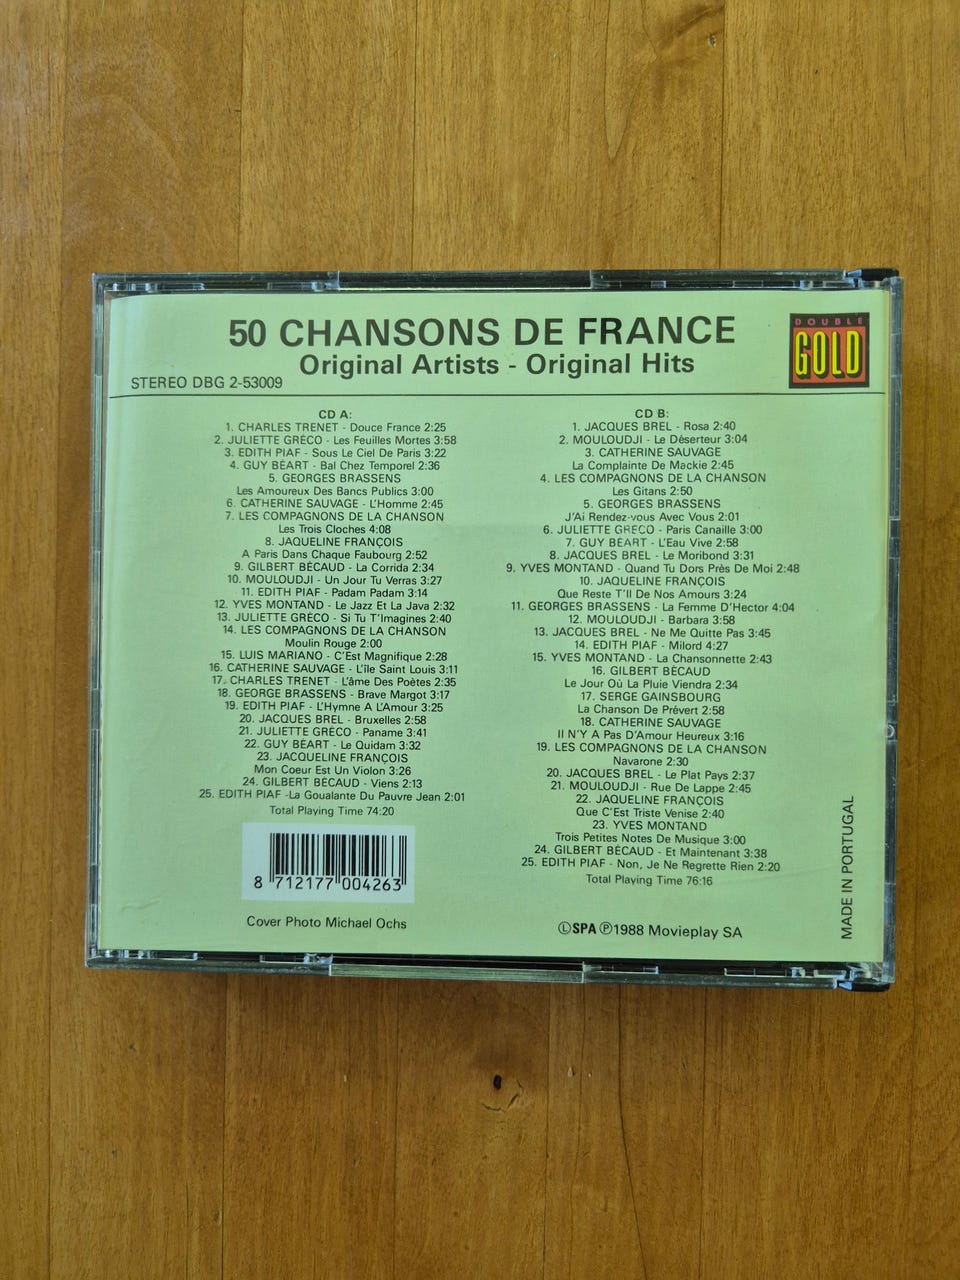 50 CHANSONS DE FRANCE
Original Artists - Original Hits
STEREO DBG 2-53009
DOUBLE
GOLD
CD A:
1. CHARLES TRENET - Douce France 2:25
2. JULIETTE GRÉCO - Les Feuilles Mortes 3:58
3. EDITH PIAF - Sous Le Ciel De Paris 3:22
4. GUY BÉART - Bal Chez Temporel 2:36
5. GEORGES BRASSENS
Les Amoureux Des Bancs Publics 3:00
6. CATHERINE SAUVAGE - L'Homme 2:45
7. LES COMPAGNONS DE LA CHANSON
Les Trois Cloches 4:08
8. JAQUELINE FRANÇOIS
A Paris Dans Chaque Faubourg 2:52
9. GILBERT BÉCAUD - La Corrida 2:34
10. MOULOUDJI - Un Jour Tu Verras 3:27
11. EDITH PIAF - Padam Padam 3:14
12. YVES MONTAND - Le Jazz Et La Java 2:32
13. JULIETTE GRÉCO - Si Tu T'Imagines 2:40
14. LES COMPAGNONS DE LA CHANSON
Moulin Rouge 2:00
15. LUIS MARIANO - C'Est Magnifique 2:28
16. CATHERINE SAUVAGE - L'île Saint Louis 3:11
17. CHARLES TRENET - L'âme Des Poètes 2:35
18. GEORGE BRASSENS - Brave Margot 3:17
19. EDITH PIAF - L'Hymne A L'Amour 3:25
20. JACQUES BREL - Bruxelles 2:58
21. JULIETTE GRÉCO - Paname 3:41
22. GUY BÉART - Le Quidam 3:32
23. JACQUELINE FRANÇOIS
Mon Coeur Est Un Violon 3:26
24. GILBERT BÉCAUD - Viens 2:13
25. EDITH PIAF -La Goualante Du Pauvre Jean 2:01
Total Playing Time 74:20
8 712177 004263
Cover Photo Michael Ochs
CD B:
1. JACQUES BREL - Rosa 2:40
2. MOULOUDJI - Le Déserteur 3:04
3. CATHERINE SAUVAGE
La Complainte De Mackie 2:45
4. LES COMPAGNONS DE LA CHANSON
Les Gitans 2:50
5. GEORGES BRASSENS
J'Ai Rendez-vous Avec Vous 2:01
6. JULIETTE GRÉCO - Paris Canaille 3:00
7. GUY BÉART - L'Eau Vive 2:58
8. JACQUES BREL - Le Moribond 3:31
9. YVES MONTAND - Quand Tu Dors Près De Moi 2:48
10. JAQUELINE FRANÇOIS
Que Reste T'Il De Nos Amours 3:24
11. GEORGES BRASSENS - La Femme D'Hector 4:04
12. MOULOUDJI - Barbara 3:58
13. JACQUES BREL - Ne Me Quitte Pas 3:45
14. EDITH PIAF - Milord 4:27
15. YVES MONTAND - La Chansonnette 2:43
16. GILBERT BÉCAUD
Le Jour Où La Pluie Viendra 2:34
17. SERGE GAINSBOURG
La Chanson De Prévert 2:58
18. CATHERINE SAUVAGE
Il N'Y A Pas D'Amour Heureux 3:16
19. LES COMPAGNONS DE LA CHANSON
Navarone 2:30
20. JACQUES BREL - Le Plat Pays 2:37
21. MOULOUDJI - Rue De Lappe 2:45
22. JAQUELINE FRANÇOIS
Que C'Est Triste Venise 2:40
23. YVES MONTAND
Trois Petites Notes De Musique 3:00
24. GILBERT BÉCAUD - Et Maintenant 3:38
25. EDITH PIAF - Non, Je Ne Regrette Rien 2:20
Total Playing Time 76:16
Ⓛ SPA Ⓟ1988 Movieplay SA
MADE IN PORTUGAL